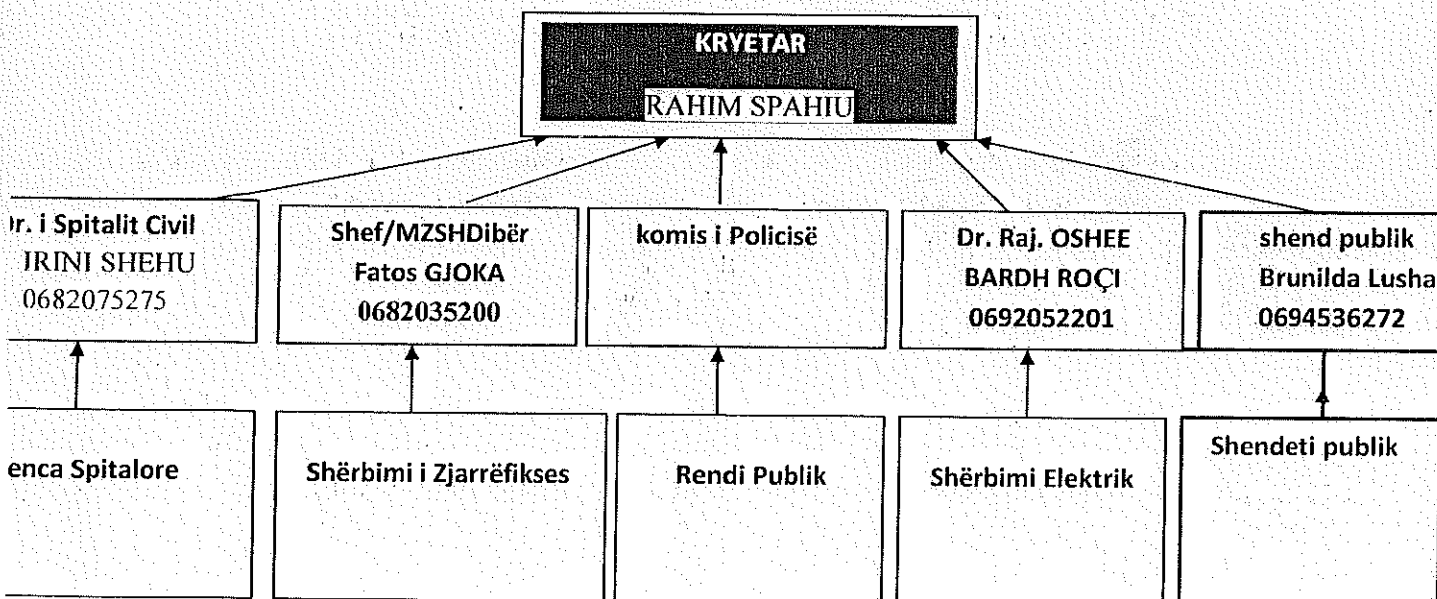 KRYETAR
RAHIM SPAHIU
r. i Spitalit Civil
IRINI SHEHU
0682075275
Shef/MZSHDibër
Fatos GJOKA
0682035200
komis i Policisë
Dr. Raj. OSHEE
BARDH ROÇI
0692052201
shend publik
Brunilda Lusha
0694536272
enca Spitalore
Shërbimi i Zjarrëfikses
Rendi Publik
Shërbimi Elektrik
Shendeti publik